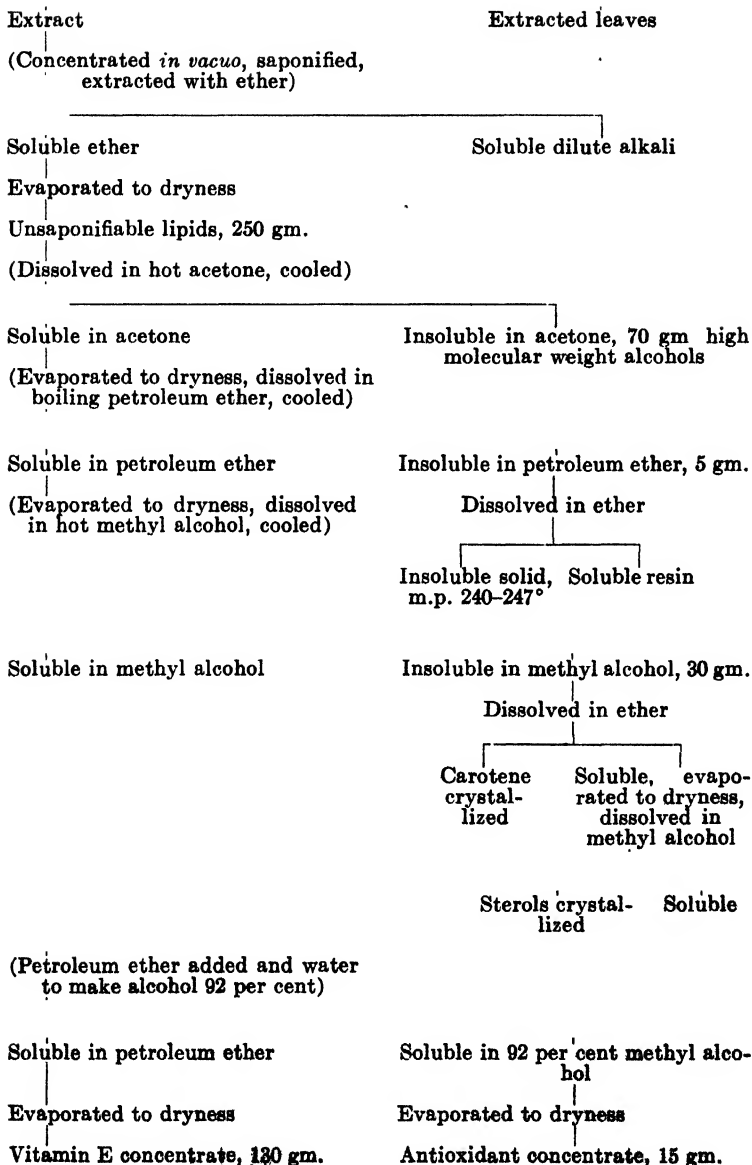 Extract
Extracted leaves
(Concentrated in vacuo, saponified,
extracted with ether)
Soluble ether
Soluble dilute alkali
Evaporated to dryness
Unsaponifiable lipids, 250 gm.
(Dissolved in hot acetone, cooled)
Soluble in acetone
Insoluble in acetone, 70 gm high
molecular weight alcohols
(Evaporated to dryness, dissolved in
boiling petroleum ether, cooled)
Soluble in petroleum ether
Insoluble in petroleum ether, 5 gm.
(Evaporated to dryness, dissolved
in hot methyl alcohol, cooled)
Dissolved in ether
Insoluble solid,
m.p. 240–247°
Soluble resin
Soluble in methyl alcohol
Insoluble in methyl alcohol, 30 gm.
Dissolved in ether
Carotene
crystal-
lized
Soluble, evapo-
rated to dryness,
dissolved in
methyl alcohol
Sterols crystal-
lized
Soluble
(Petroleum ether added and water
to make alcohol 92 per cent)
Soluble in petroleum ether
Soluble in 92 per cent methyl alco-
hol
Evaporated to dryness
Evaporated to dryness
Vitamin E concentrate, 130 gm.
Antioxidant concentrate, 15 gm.